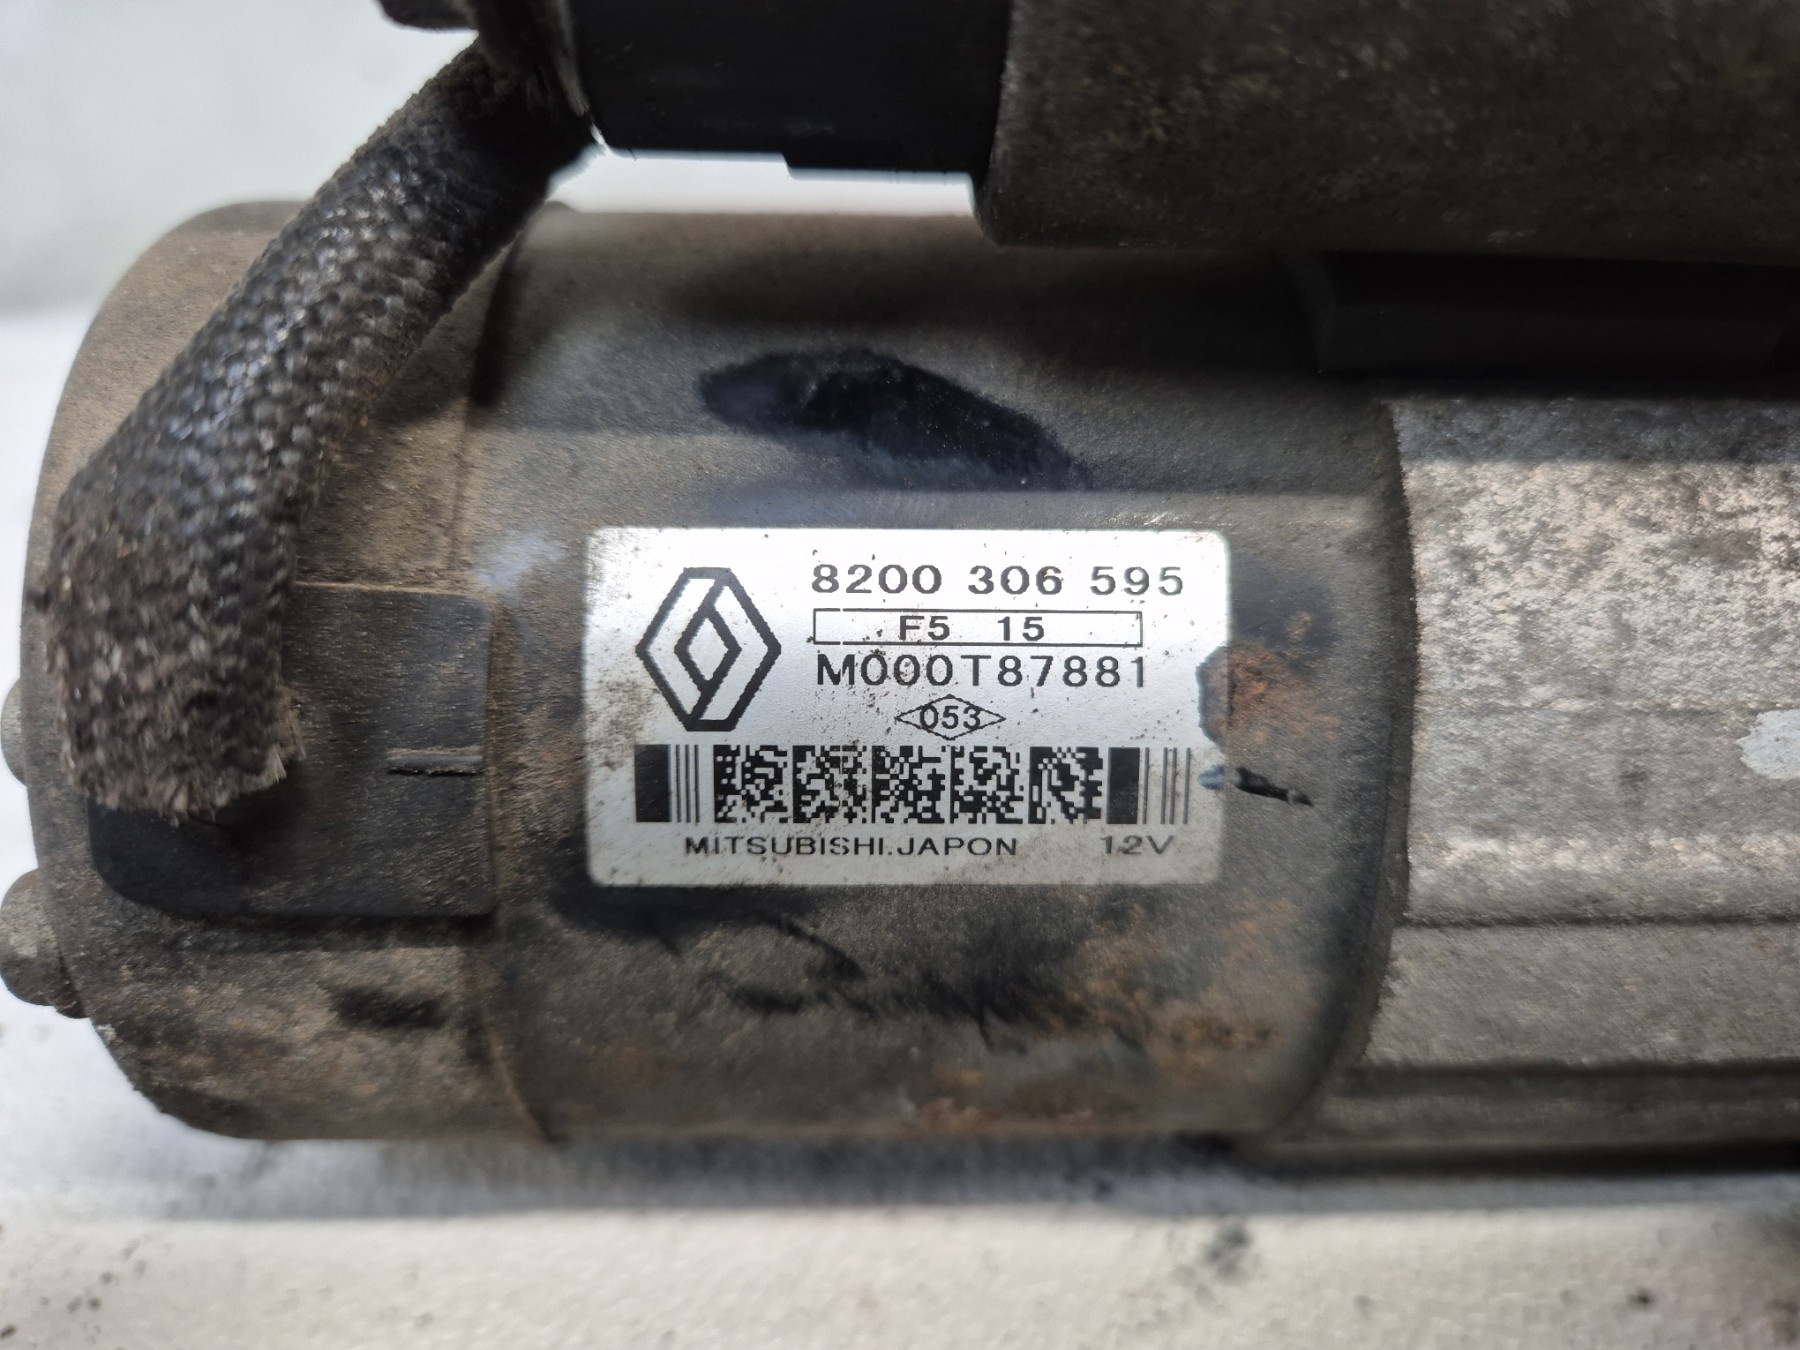 8200 306 595
F5 15
M000T87881
053
MITSUBISHI.JAPON 12V